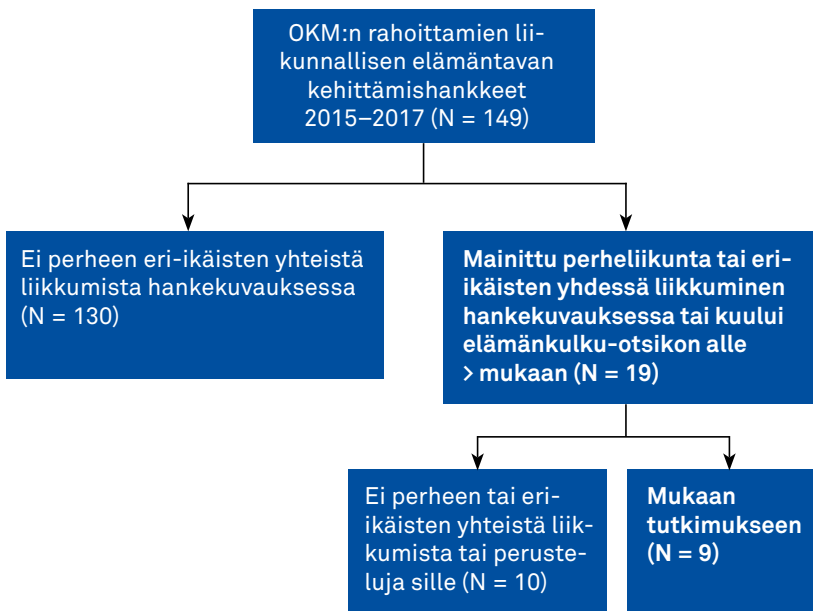 OKM:n rahoittamien lii-
kunnallisen elämäntavan
kehittämishankkeet
2015–2017 (N = 149)
Ei perheen eri-ikäisten yhteistä
liikkumista hankekuvauksessa
(N = 130)
Mainittu perheliikunta tai eri-
ikäisten yhdessä liikkuminen
hankekuvauksessa tai kuului
elämänkulku-otsikon alle
> mukaan (N = 19)
Ei perheen tai eri-
ikäisten yhteistä liik-
kumista tai peruste-
luja sille (N = 10)
Mukaan
tutkimukseen
(N = 9)